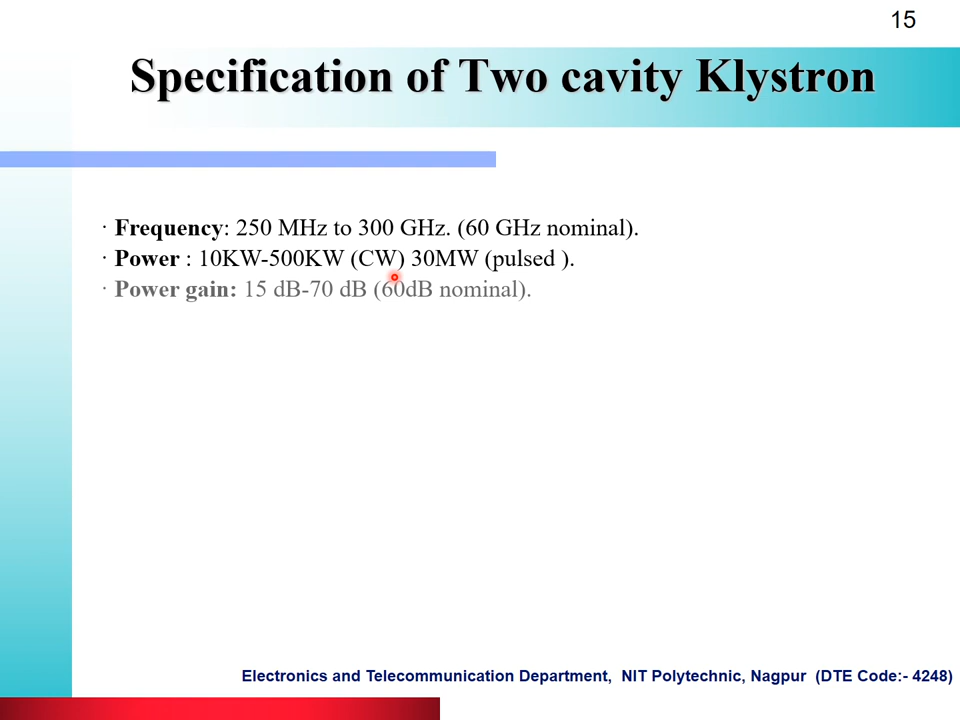 15
Specification of Two cavity Klystron
· Frequency: 250 MHz to 300 GHz. (60 GHz nominal).
· Power : 10KW-500KW (CW) 30MW (pulsed ).
· Power gain: 15 dB-70 dB (60dB nominal).
Electronics and Telecommunication Department, NIT Polytechnic, Nagpur (DTE Code:- 4248)